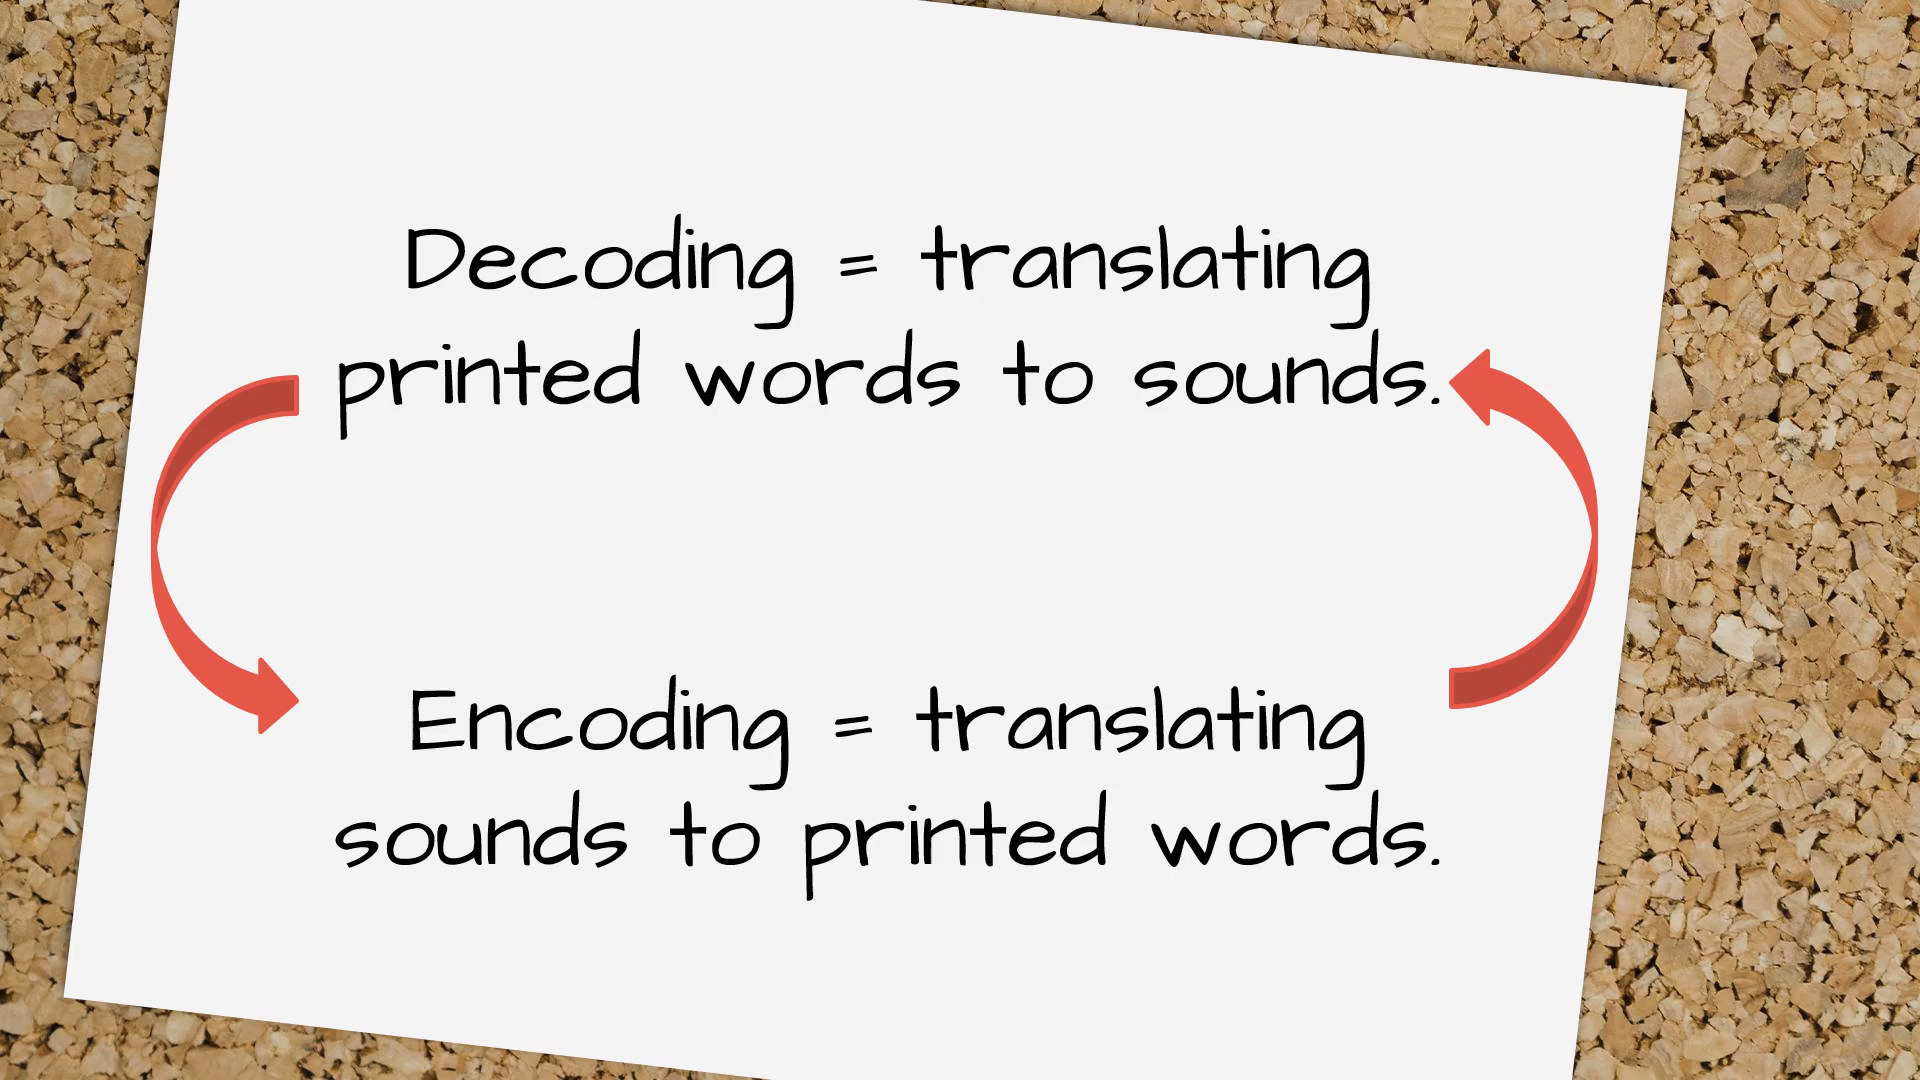 Decoding = translating
printed words to sounds.
Encoding = translating
sounds to printed words.